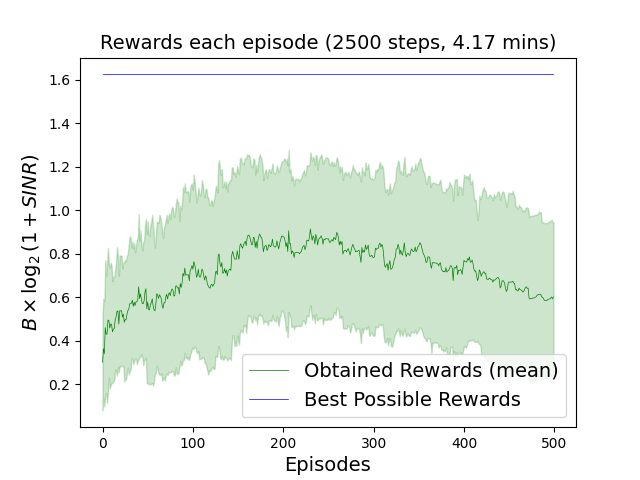 Rewards each episode (2500 steps, 4.17 mins)
1.6
1.4
1.2
1.0
0.8
0.6
0.4
0.2
B × log₂ (1 + SINR)
Obtained Rewards (mean)
Best Possible Rewards
0 100 200 300 400 500
Episodes